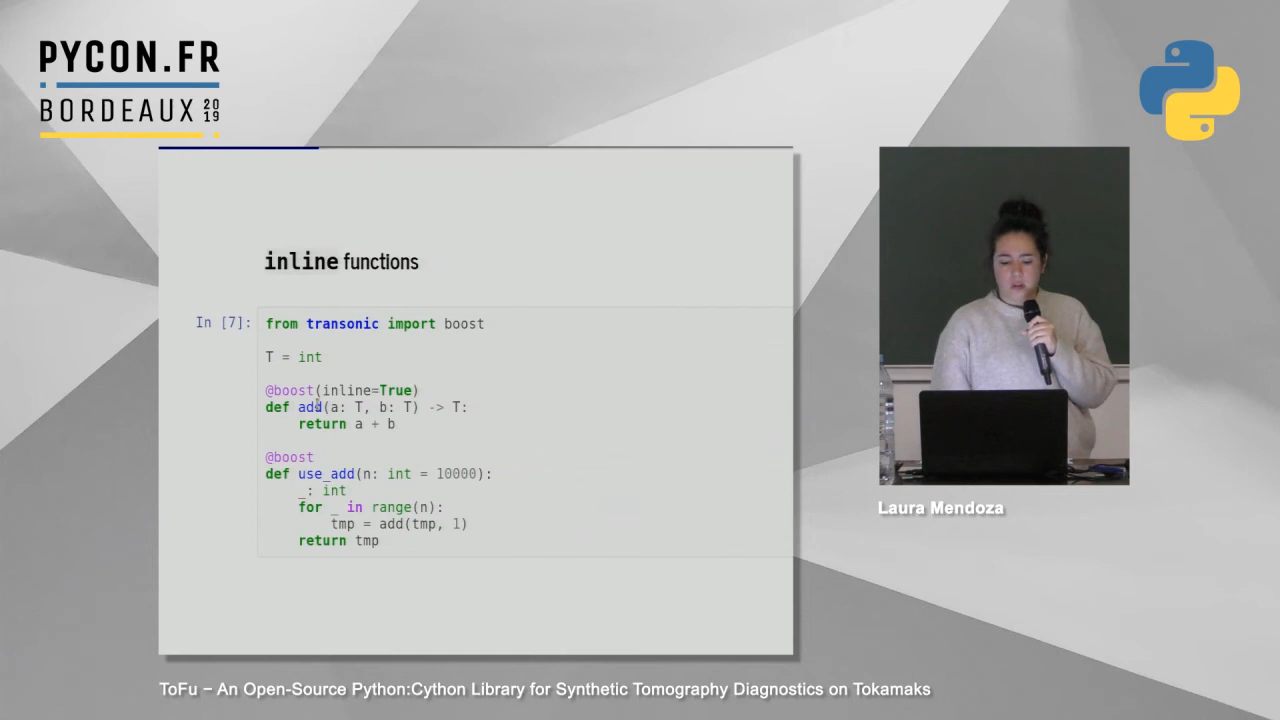 PYCON.FR
BORDEAUX 2019
inline functions
In [7]:
from transonic import boost
T = int
@boost(inline=True)
def add(a: T, b: T) -> T:
    return a + b
@boost
def use_add(n: int = 10000):
    _: int
    for _ in range(n):
        tmp = add(tmp, 1)
    return tmp
Laura Mendoza
ToFu – An Open-Source Python:Cython Library for Synthetic Tomography Diagnostics on Tokamaks